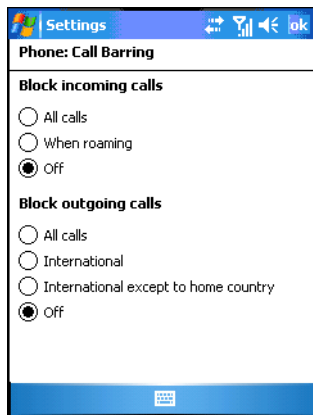 Settings
ok
Phone: Call Barring
Block incoming calls
All calls
When roaming
Off
Block outgoing calls
All calls
International
International except to home country
Off